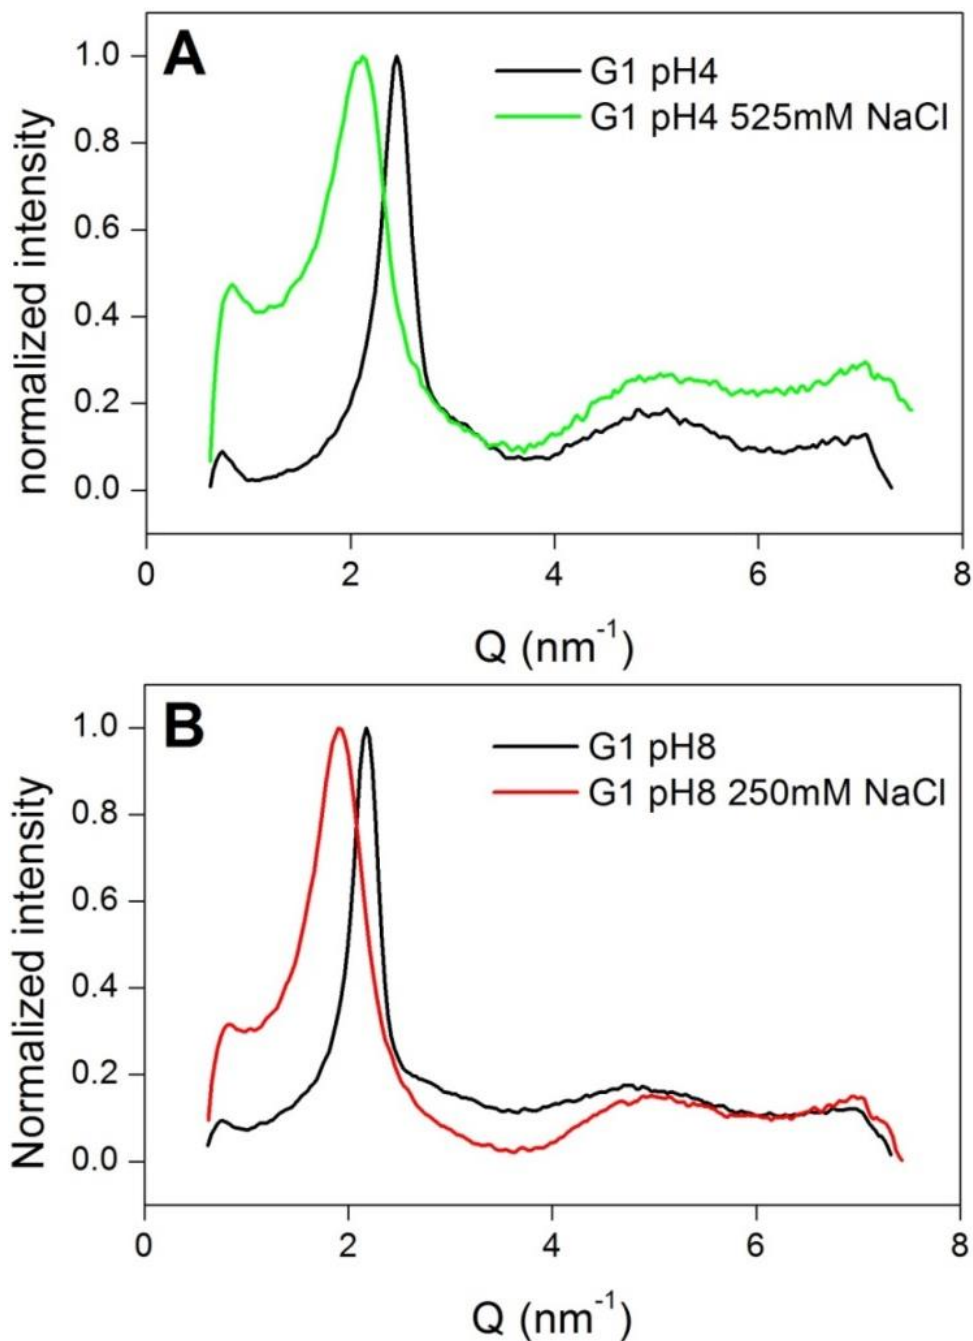 A
G1 pH4
G1 pH4 525mM NaCl
normalized intensity
1.0
0.8
0.6
0.4
0.2
0.0
0 2 4 6 8
Q (nm⁻¹)
B
G1 pH8
G1 pH8 250mM NaCl
Normalized intensity
1.0
0.8
0.6
0.4
0.2
0.0
0 2 4 6 8
Q (nm⁻¹)